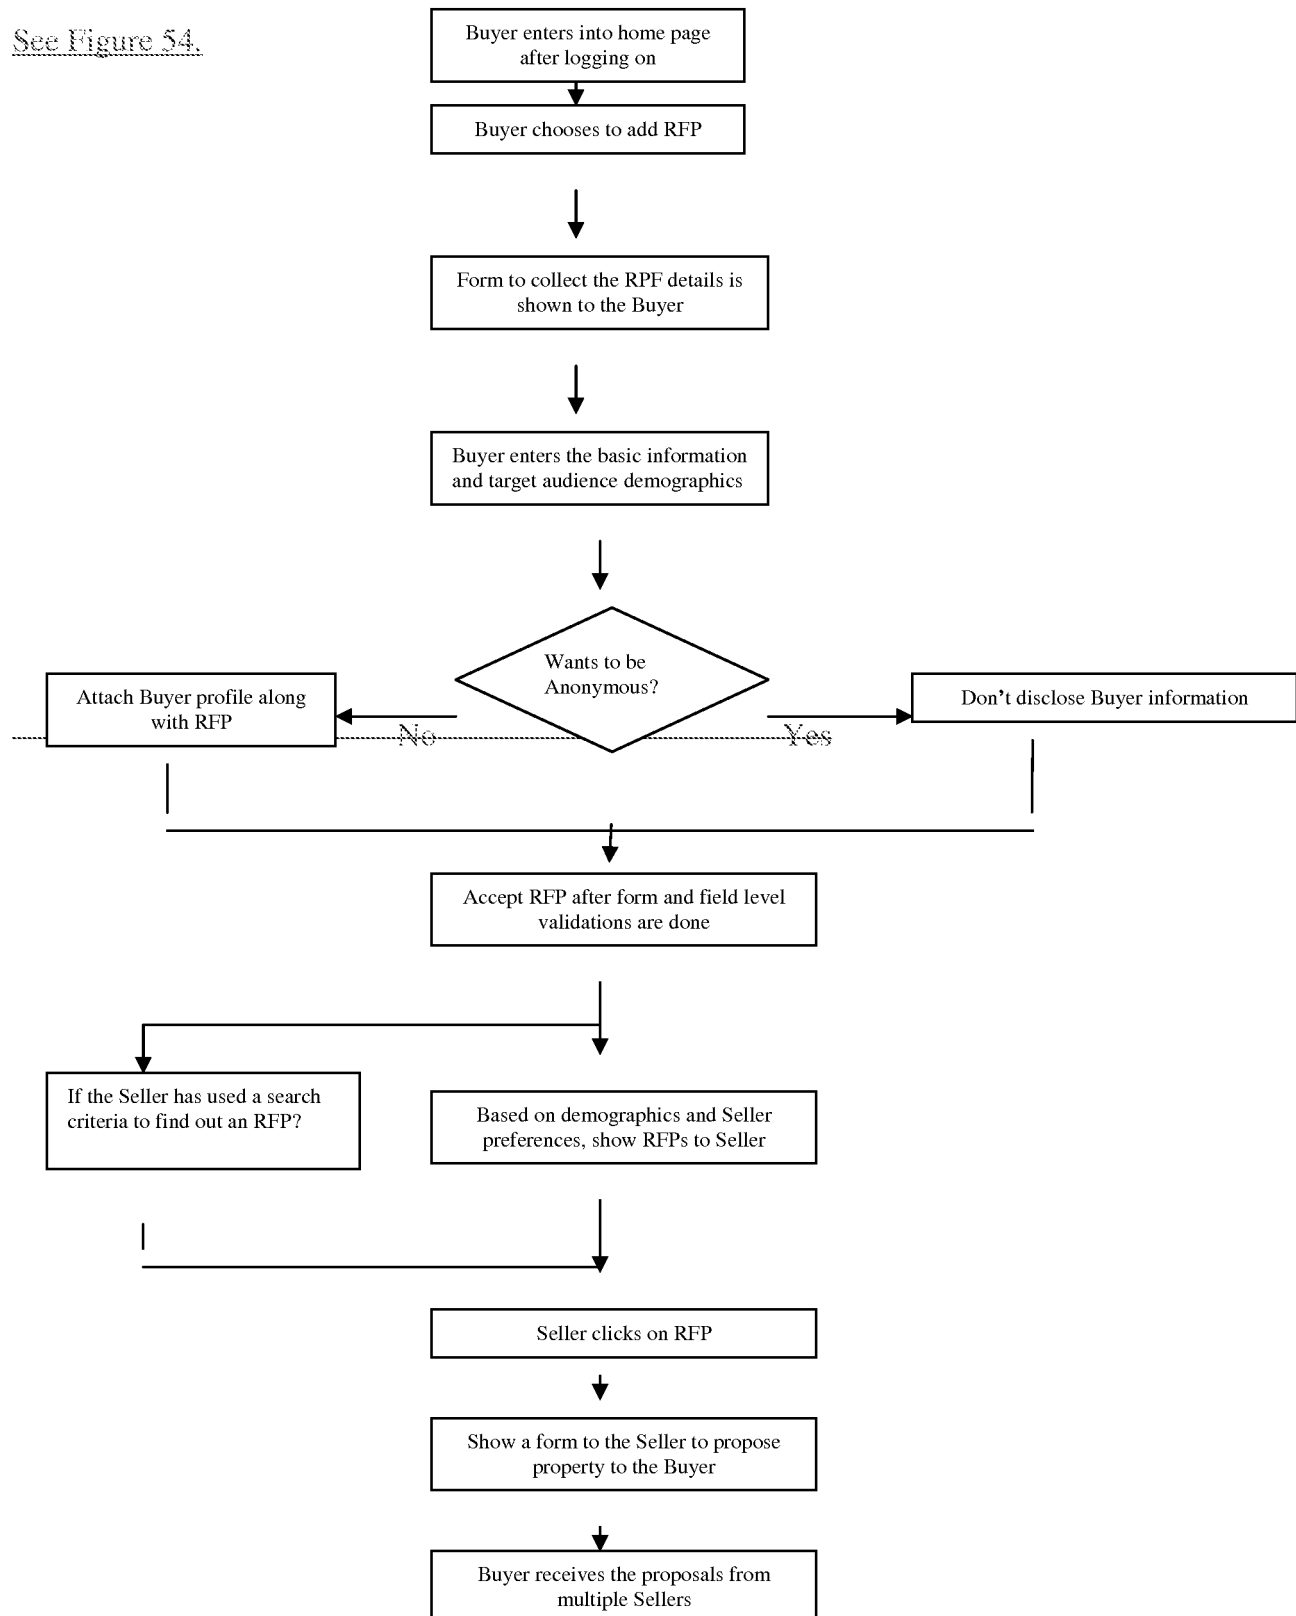 See Figure 54.
Buyer enters into home page
after logging on
Buyer chooses to add RFP
Form to collect the RPF details is
shown to the Buyer
Buyer enters the basic information
and target audience demographics
Wants to be
Anonymous?
Attach Buyer profile along
with RFP
Don't disclose Buyer information
No
Yes
Accept RFP after form and field level
validations are done
If the Seller has used a search
criteria to find out an RFP?
Based on demographics and Seller
preferences, show RFPs to Seller
Seller clicks on RFP
Show a form to the Seller to propose
property to the Buyer
Buyer receives the proposals from
multiple Sellers